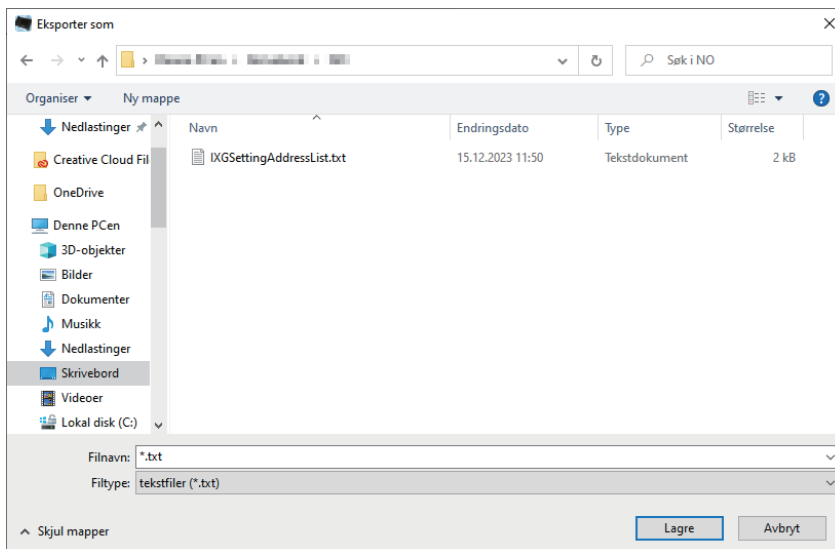 Eksporter som
Søk i NO
Organiser
Ny mappe
Nedlastinger
Creative Cloud Fil
OneDrive
Denne PCen
3D-objekter
Bilder
Dokumenter
Musikk
Nedlastinger
Skrivebord
Videoer
Lokal disk (C:)
Navn Endringsdato Type Størrelse
IXGSettingAddressList.txt 15.12.2023 11:50 Tekstdokument 2 kB
Filnavn: *.txt
Filtype: tekstfiler (*.txt)
Skjul mapper
Lagre
Avbryt